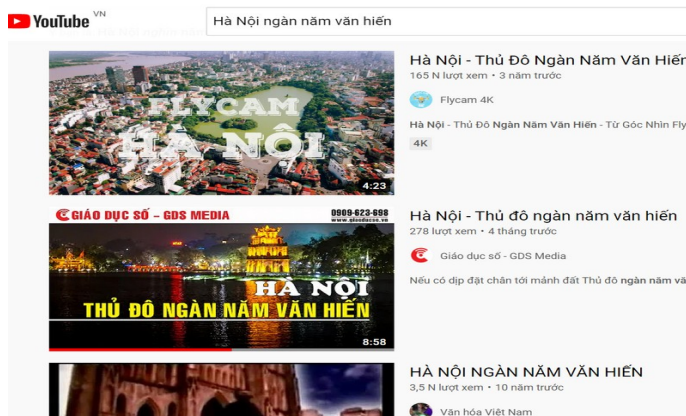 YouTube VN
Hà Nội ngàn năm văn hiến
FLYCAM
HÀ NỘI
4:23
Hà Nội - Thủ Đô Ngàn Năm Văn Hiến
165 N lượt xem • 3 năm trước
Flycam 4K
Hà Nội - Thủ Đô Ngàn Năm Văn Hiến - Từ Góc Nhìn Fly
4K
GIÁO DỤC SỐ - GDS MEDIA
0909-623-698
www.giaoducso.vn
HÀ NỘI
THỦ ĐÔ NGÀN NĂM VĂN HIẾN
8:58
Hà Nội - Thủ đô ngàn năm văn hiến
278 lượt xem • 4 tháng trước
Giáo dục số - GDS Media
Nếu có dịp đặt chân tới mảnh đất Thủ đô ngàn năm vă
HÀ NỘI NGÀN NĂM VĂN HIẾN
3,5 N lượt xem • 10 năm trước
Văn hóa Việt Nam